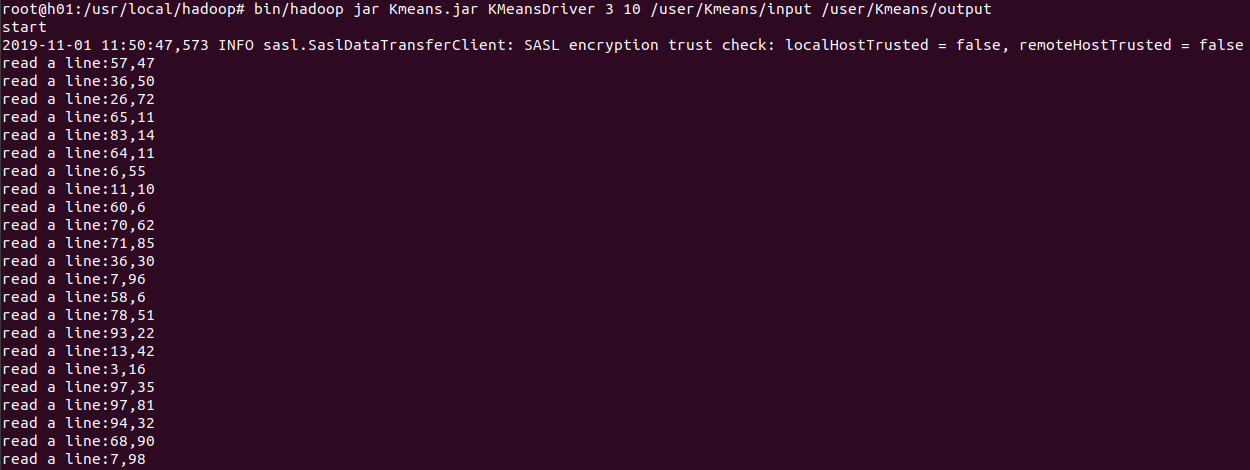 root@h01:/usr/local/hadoop# bin/hadoop jar Kmeans.jar KMeansDriver 3 10 /user/Kmeans/input /user/Kmeans/output
start
2019-11-01 11:50:47,573 INFO sasl.SaslDataTransferClient: SASL encryption trust check: localHostTrusted = false, remoteHostTrusted = false
read a line:57,47
read a line:36,50
read a line:26,72
read a line:65,11
read a line:83,14
read a line:64,11
read a line:6,55
read a line:11,10
read a line:60,6
read a line:70,62
read a line:71,85
read a line:36,30
read a line:7,96
read a line:58,6
read a line:78,51
read a line:93,22
read a line:13,42
read a line:3,16
read a line:97,35
read a line:97,81
read a line:94,32
read a line:68,90
read a line:7,98